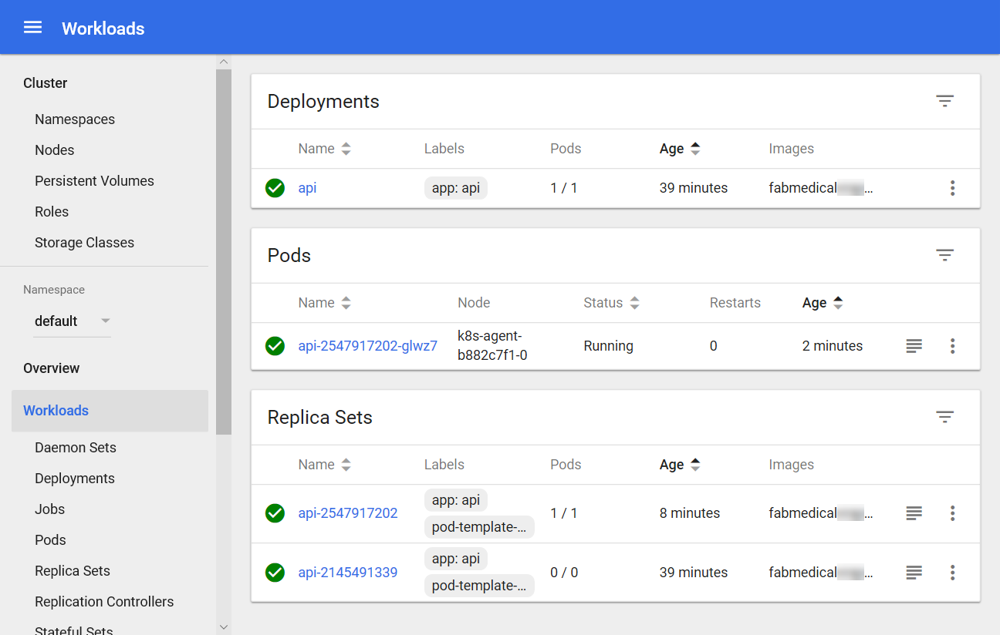 Workloads
Cluster
Namespaces
Nodes
Persistent Volumes
Roles
Storage Classes
Namespace
default
Overview
Workloads
Daemon Sets
Deployments
Jobs
Pods
Replica Sets
Replication Controllers
Stateful Sets
Deployments
Name Labels Pods Age Images
api app: api 1 / 1 39 minutes fabmedical...
Pods
Name Node Status Restarts Age
api-2547917202-glwz7 k8s-agent-
b882c7f1-0 Running 0 2 minutes
Replica Sets
Name Labels Pods Age Images
api-2547917202 app: api
pod-template-... 1 / 1 8 minutes fabmedical...
api-2145491339 app: api
pod-template-... 0 / 0 39 minutes fabmedical...